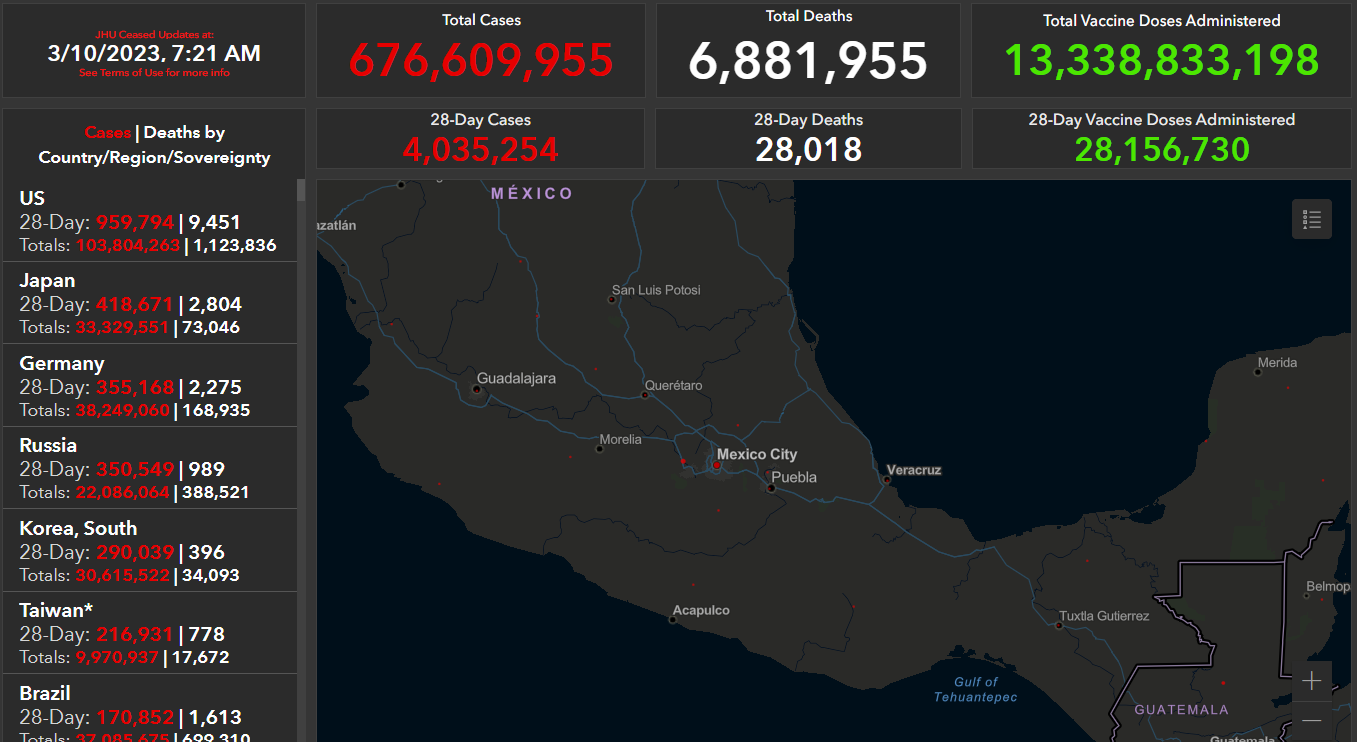 JHU Ceased Updates at:
3/10/2023, 7:21 AM
See Terms of Use for more info
Total Cases
676,609,955
Total Deaths
6,881,955
Total Vaccine Doses Administered
13,338,833,198
28-Day Cases
4,035,254
28-Day Deaths
28,018
28-Day Vaccine Doses Administered
28,156,730
Cases | Deaths by
Country/Region/Sovereignty
US
28-Day: 959,794 | 9,451
Totals: 103,804,263 | 1,123,836
Japan
28-Day: 418,671 | 2,804
Totals: 33,329,551 | 73,046
Germany
28-Day: 355,168 | 2,275
Totals: 38,249,060 | 168,935
Russia
28-Day: 350,549 | 989
Totals: 22,086,064 | 388,521
Korea, South
28-Day: 290,039 | 396
Totals: 30,615,522 | 34,093
Taiwan*
28-Day: 216,931 | 778
Totals: 9,970,937 | 17,672
Brazil
28-Day: 170,852 | 1,613
Totals: 37,085,675 | 699,310
MÉXICO
nzatlán
San Luis Potosi
Merida
Guadalajara
Querétaro
Morelia
Mexico City
Puebla
Veracruz
Belmop
Acapulco
Tuxtla Gutierrez
Gulf of
Tehuantepec
GUATEMALA
Guatemala